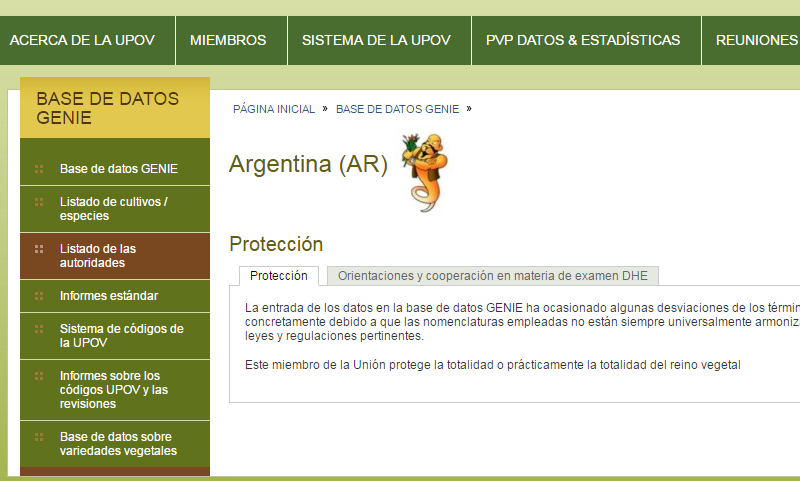 ACERCA DE LA UPOV
MIEMBROS
SISTEMA DE LA UPOV
PVP DATOS & ESTADÍSTICAS
REUNIONES
BASE DE DATOS
GENIE
Base de datos GENIE
Listado de cultivos /
especies
Listado de las
autoridades
Informes estándar
Sistema de códigos de
la UPOV
Informes sobre los
códigos UPOV y las
revisiones
Base de datos sobre
variedades vegetales
PÁGINA INICIAL » BASE DE DATOS GENIE »
Argentina (AR)
Protección
Protección
Orientaciones y cooperación en materia de examen DHE
La entrada de los datos en la base de datos GENIE ha ocasionado algunas desviaciones de los
concretamente debido a que las nomenclaturas empleadas no están siempre universalmente
leyes y regulaciones pertinentes.
Este miembro de la Unión protege la totalidad o prácticamente la totalidad del reino vegetal